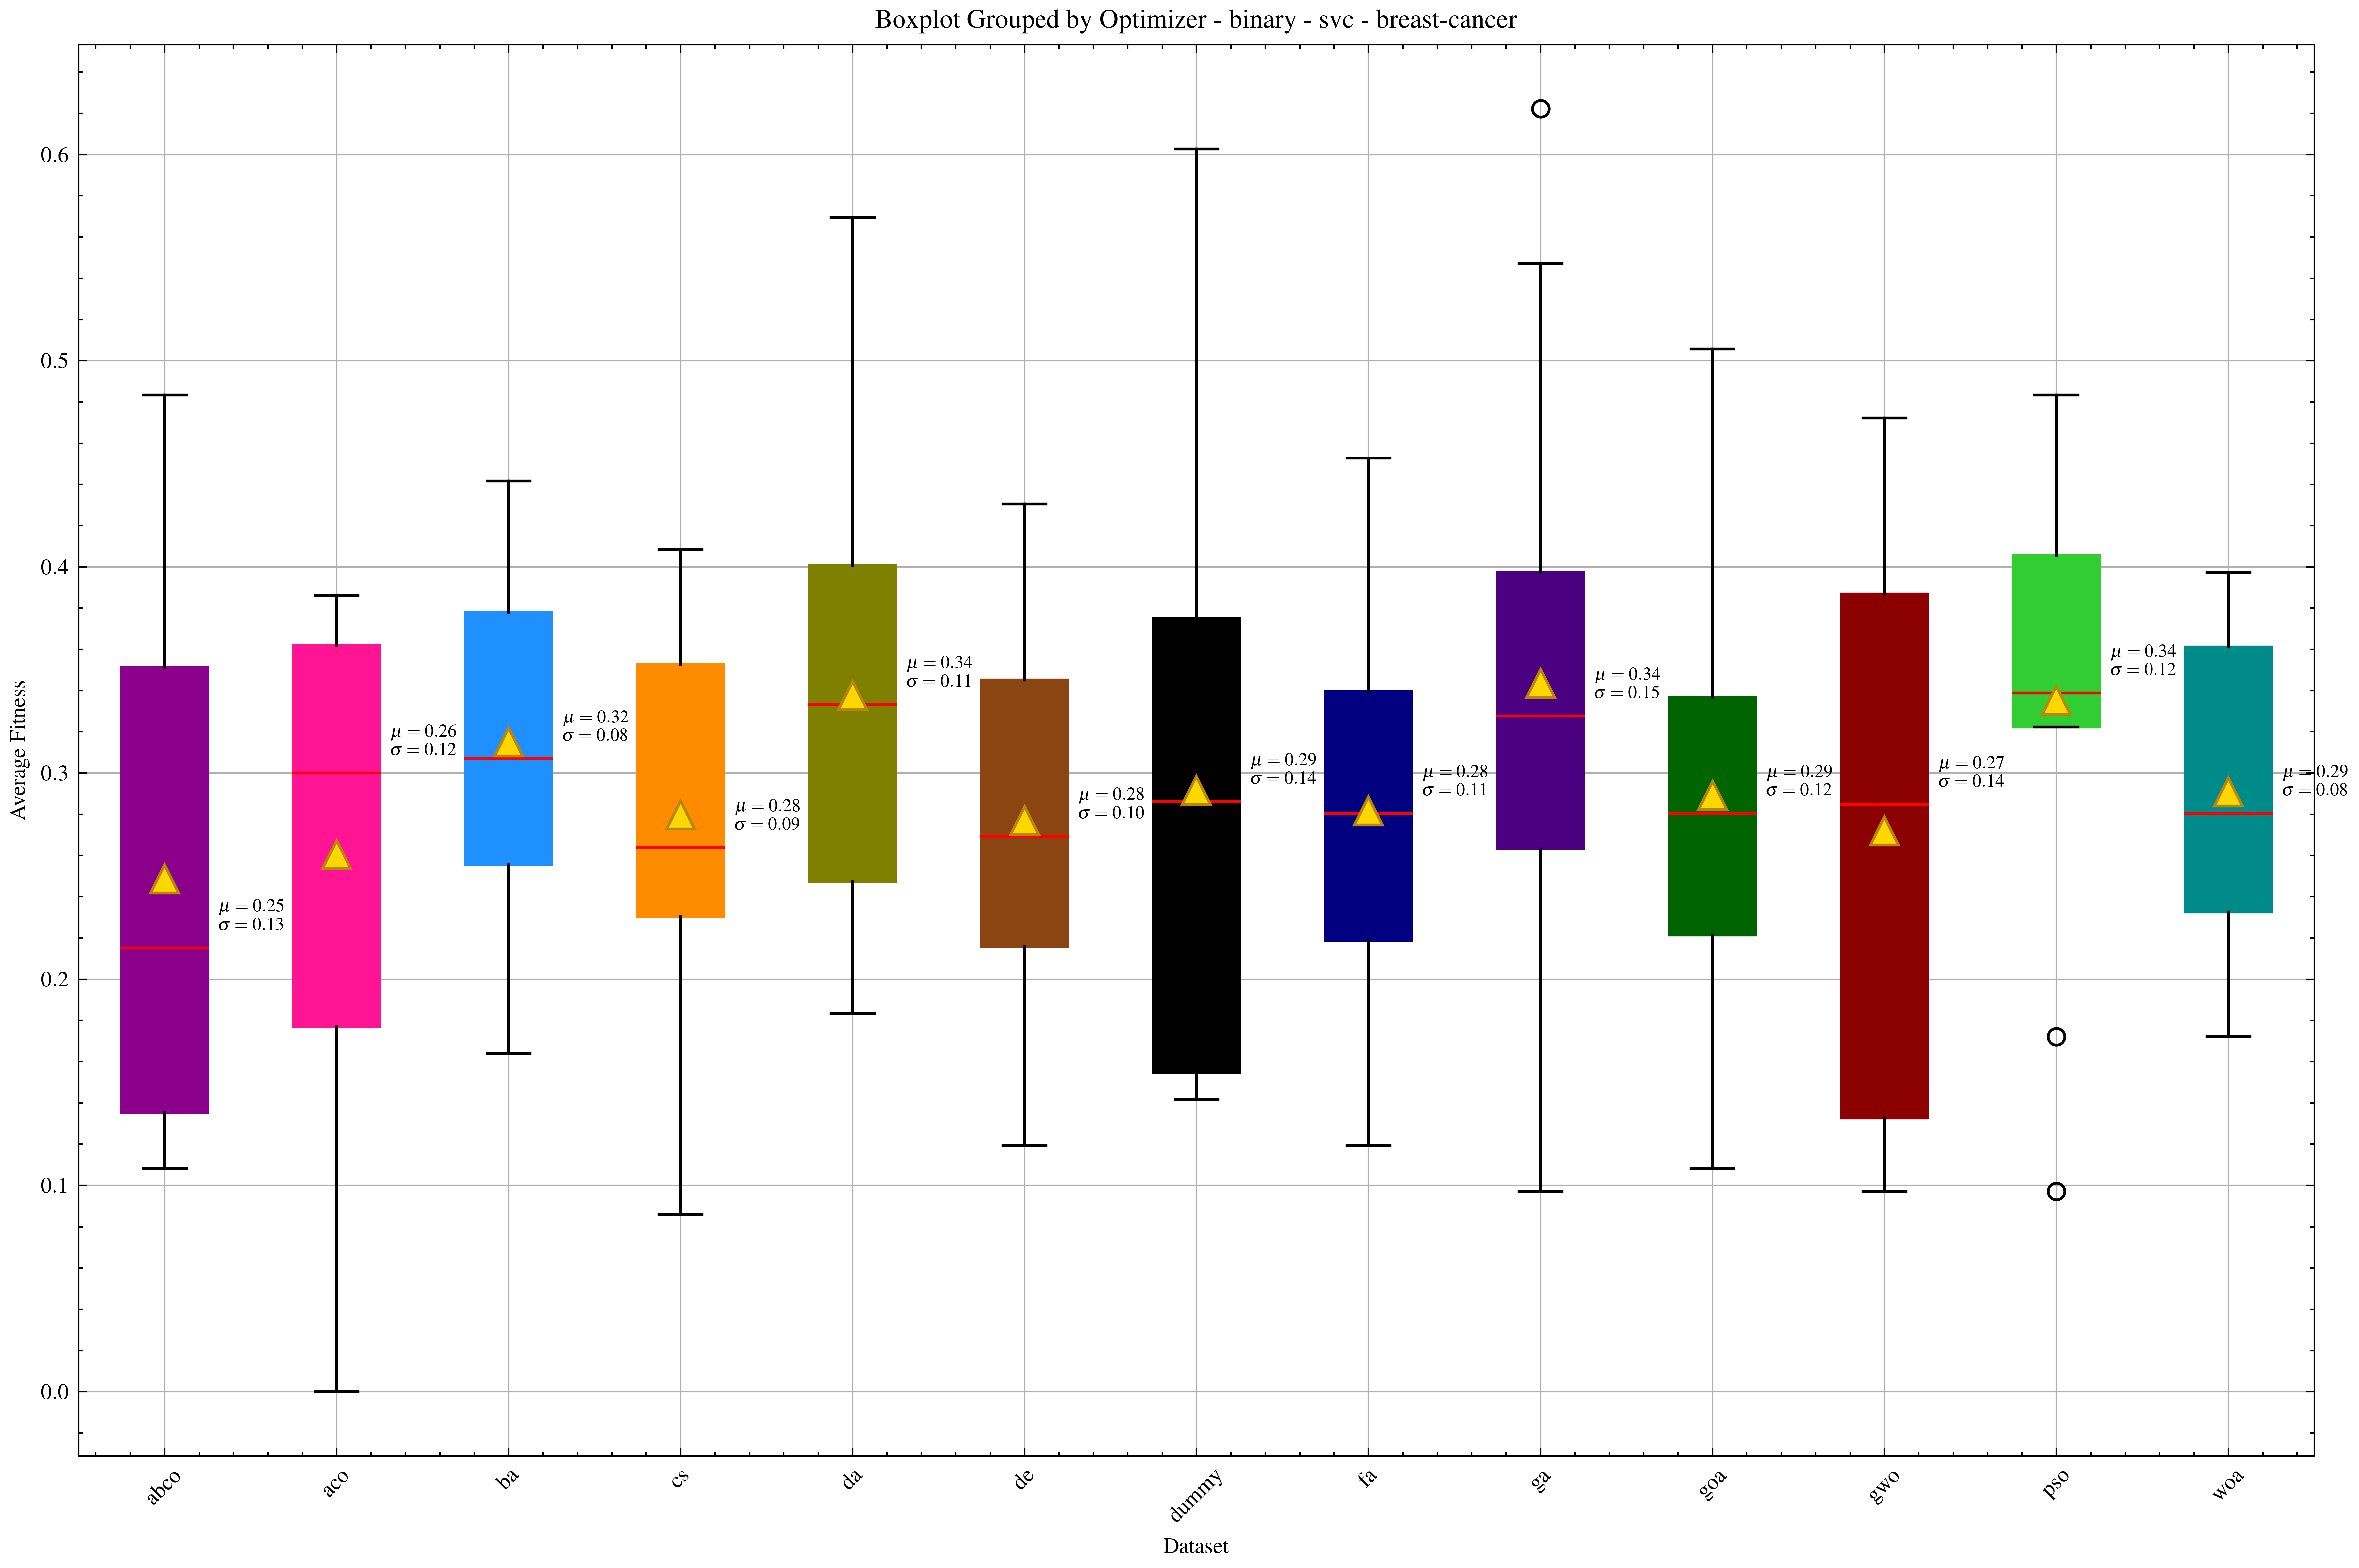 Boxplot Grouped by Optimizer - binary - svc - breast-cancer
Average Fitness
0.6
0.5
0.4
0.3
0.2
0.1
0.0
μ = 0.25
σ = 0.13
μ = 0.26
σ = 0.12
μ = 0.32
σ = 0.08
μ = 0.28
σ = 0.09
μ = 0.34
σ = 0.11
μ = 0.28
σ = 0.10
μ = 0.29
σ = 0.14
μ = 0.28
σ = 0.11
μ = 0.34
σ = 0.15
μ = 0.29
σ = 0.12
μ = 0.27
σ = 0.14
μ = 0.34
σ = 0.12
μ = 0.29
σ = 0.08
abco
aco
ba
cs
da
de
dummy
fa
ga
goa
gwo
pso
woa
Dataset